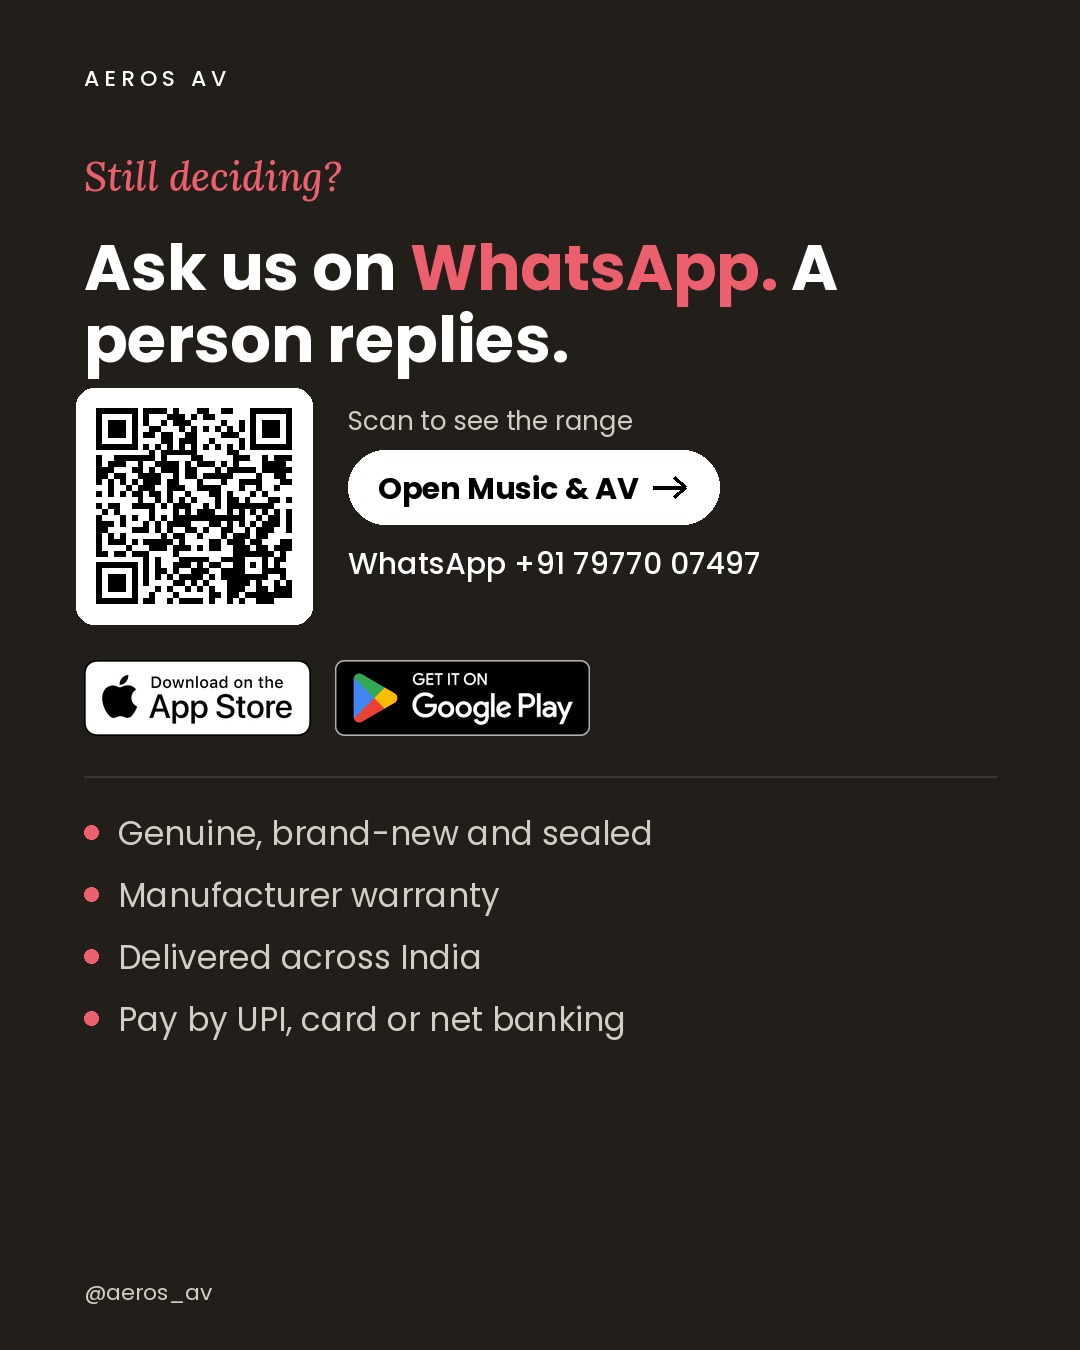 AEROS AV
Still deciding?
Ask us on WhatsApp. A
person replies.
Scan to see the range
Open Music & AV →
WhatsApp +91 79770 07497
Download on the
App Store
GET IT ON
Google Play
Genuine, brand-new and sealed
Manufacturer warranty
Delivered across India
Pay by UPI, card or net banking
@aeros_av